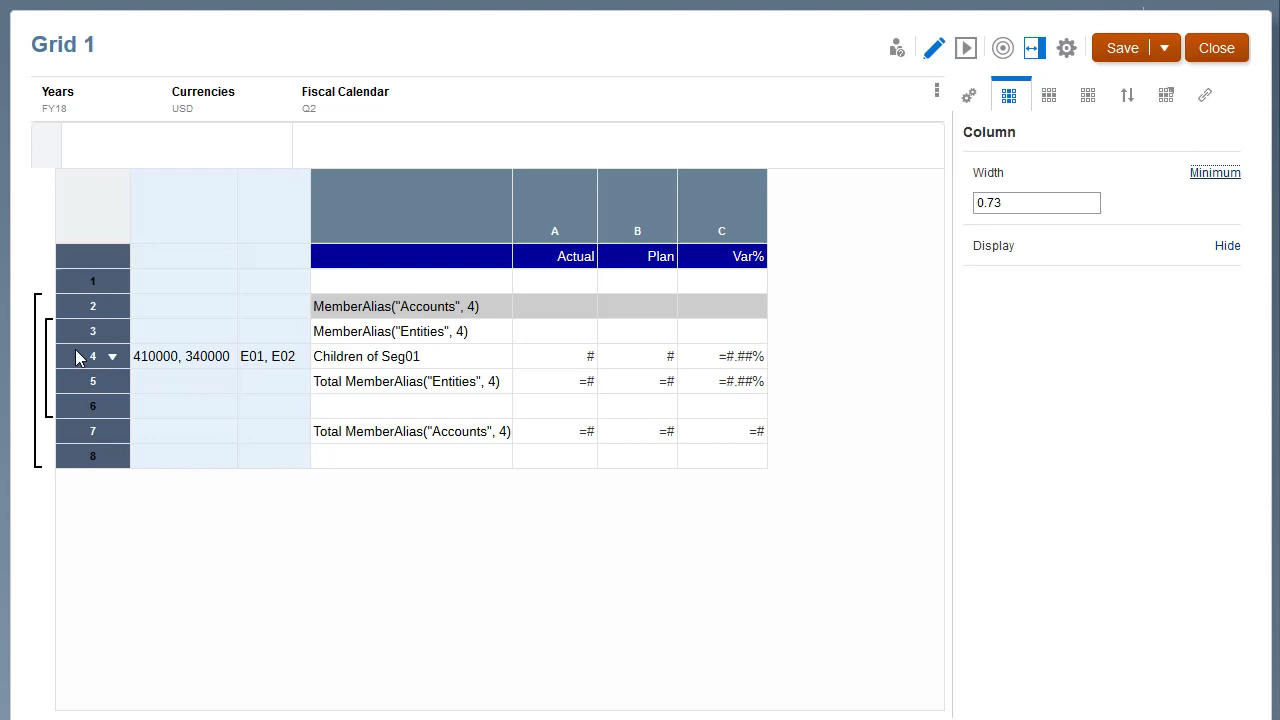 Grid 1
Save
Close
Years Currencies Fiscal Calendar
FY18 USD Q2
Column
Width Minimum
0.73
Display Hide
A B C
Actual Plan Var%
1
2 MemberAlias("Accounts", 4)
3 MemberAlias("Entities", 4)
4 410000, 340000 E01, E02 Children of Seg01 # # =#.##%
5 Total MemberAlias("Entities", 4) =# =# =#.##%
6
7 Total MemberAlias("Accounts", 4) =# =# =#
8